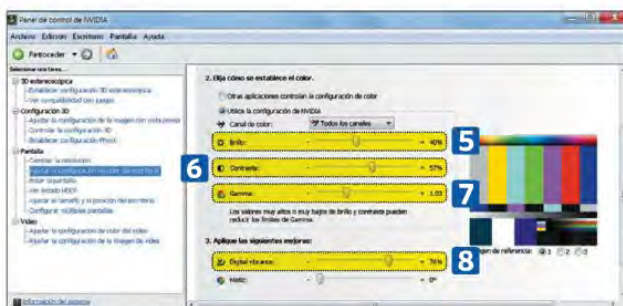 Panel de control de NVIDIA
Archivo Edición Escritorio Pantalla Ayuda
Retroceder
Seleccionar una tarea...
3D estereoscópica
Establecer configuración 3D estereoscópica
Ver compatibilidad con juegos
Configuración 3D
Ajustar la configuración de la imagen con vista previa
Controlar la configuración 3D
Establecer configuración PhysX
Pantalla
Cambiar la resolución
Ajustar la configuración de color del escritorio
Rotar la pantalla
Ver estado HDCP
Ajustar el tamaño y la posición del escritorio
Configurar múltiples pantallas
Vídeo
Ajustar la configuración de color del vídeo
Ajustar la configuración de la imagen de vídeo
Información del sistema
2. Elija cómo se establece el color.
Otras aplicaciones controlan la configuración de color
Utilice la configuración de NVIDIA
Canal de color: Todos los canales
Brillo: - + 40% 5
6 Contraste: - + 57%
Gamma: - + 1.03 7
Los valores muy altos o muy bajos de brillo y contraste pueden
reducir los límites de Gamma.
3. Aplique las siguientes mejoras:
Digital vibrance: - + 76% 8
Matiz: - + 0°
gen de referencia: 1 2 3